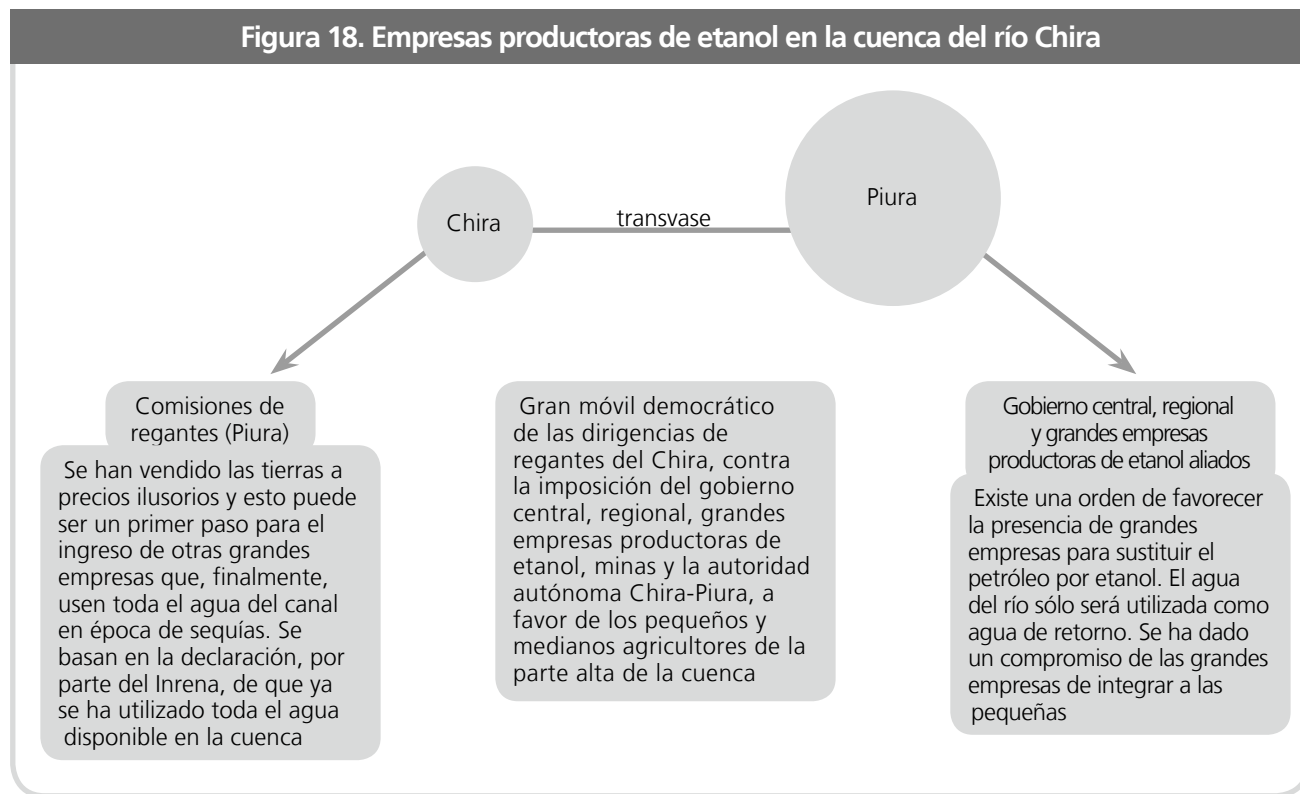 Figura 18. Empresas productoras de etanol en la cuenca del río Chira
Chira
transvase
Piura
Comisiones de
regantes (Piura)
Se han vendido las tierras a
precios ilusorios y esto puede
ser un primer paso para el
ingreso de otras grandes
empresas que, finalmente,
usen toda el agua del canal
en época de sequías. Se
basan en la declaración, por
parte del Inrena, de que ya
se ha utilizado toda el agua
disponible en la cuenca
Gran móvil democrático
de las dirigencias de
regantes del Chira, contra
la imposición del gobierno
central, regional, grandes
empresas productoras de
etanol, minas y la autoridad
autónoma Chira-Piura, a
favor de los pequeños y
medianos agricultores de la
parte alta de la cuenca
Gobierno central, regional
y grandes empresas
productoras de etanol aliados
Existe una orden de favorecer
la presencia de grandes
empresas para sustituir el
petróleo por etanol. El agua
del río sólo será utilizada como
agua de retorno. Se ha dado
un compromiso de las grandes
empresas de integrar a las
pequeñas